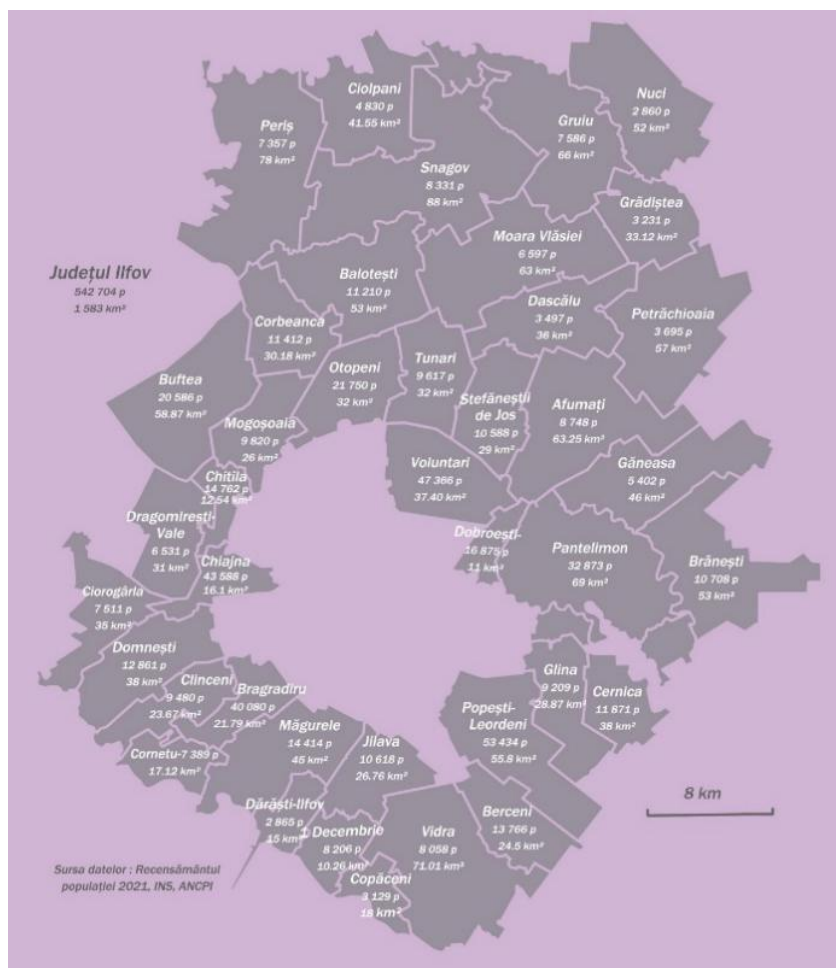 Ciolpani
4 830 p
41.55 km²
Nuci
2 860 p
52 km²
Periș
7 357 p
78 km²
Gruiu
7 586 p
66 km²
Snagov
8 331 p
88 km²
Grădiștea
3 231 p
33.12 km²
Moara Vlăsiei
6 597 p
63 km²
Județul Ilfov
542 704 p
1 583 km²
Balotești
11 210 p
53 km²
Dascălu
3 497 p
36 km²
Petrăchioaia
3 695 p
57 km²
Corbeanca
11 412 p
30.18 km²
Otopeni
21 750 p
32 km²
Tunari
9 617 p
32 km²
Buftea
20 586 p
58.87 km²
Ștefăneștii
de Jos
10 588 p
29 km²
Afumați
8 748 p
63.25 km²
Mogoșoaia
9 820 p
26 km²
Voluntari
47 366 p
37.40 km²
Găneasa
5 402 p
46 km²
Chitila
14 762 p
12.54 km²
Dragomirești-
Vale
6 531 p
31 km²
Dobroești-
16 875 p
11 km²
Pantelimon
32 873 p
69 km²
Brănești
10 708 p
53 km²
Chiajna
43 588 p
16.1 km²
Ciorogârla
7 511 p
35 km²
Domnești
12 861 p
38 km²
Clinceni
9 480 p
23.67 km²
Bragradiru
40 080 p
21.79 km²
Glina
9 209 p
28.87 km²
Cernica
11 871 p
38 km²
Popești-
Leordeni
53 434 p
55.8 km²
Măgurele
14 414 p
45 km²
Jilava
10 618 p
26.76 km²
Cornetu-7 389 p
17.12 km²
8 km
Dărăști-Ilfov
2 865 p
15 km²
1 Decembrie
8 206 p
10.26 km²
Vidra
8 058 p
71.01 km²
Berceni
13 766 p
24.5 km²
Copăceni
3 129 p
18 km²
Sursa datelor : Recensământul
populației 2021, INS, ANCPI